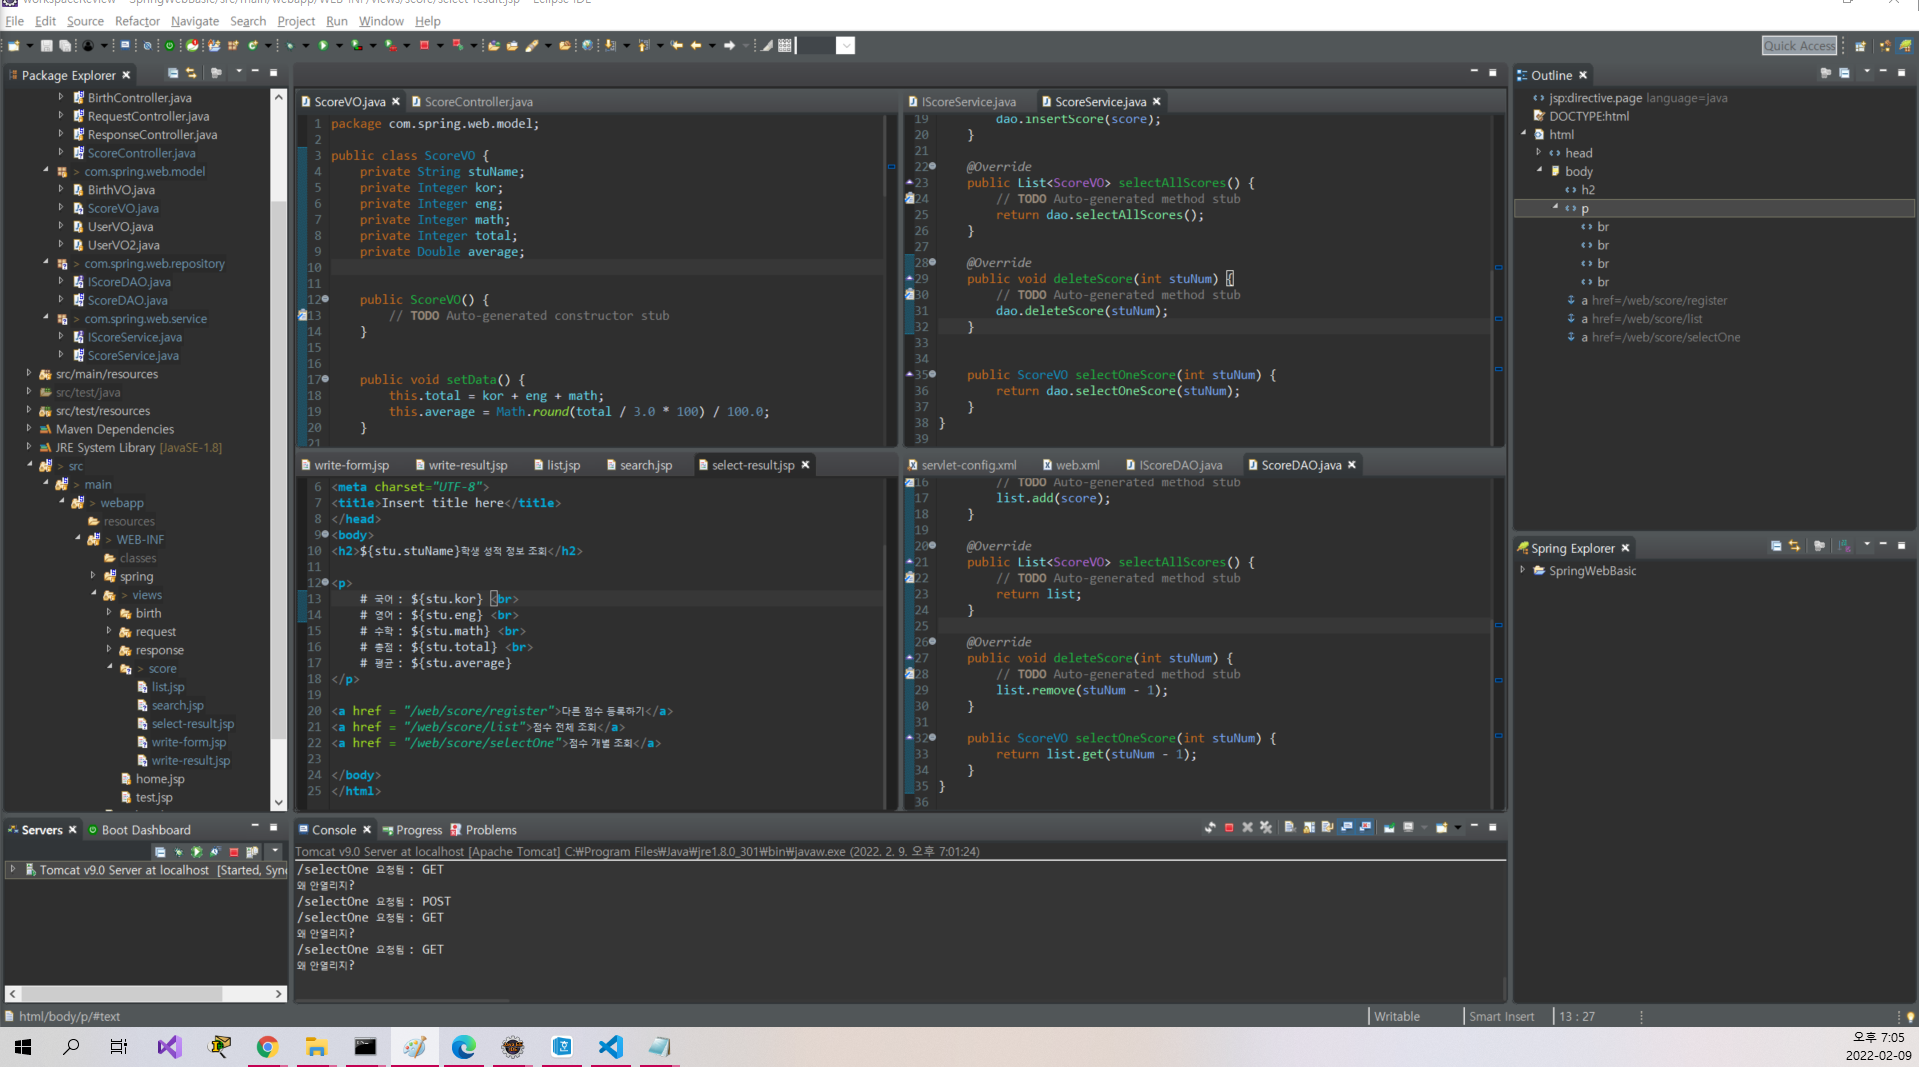 File Edit Source Refactor Navigate Search Project Run Window Help
Quick Access
Package Explorer
BirthController.java
RequestController.java
ResponseController.java
ScoreController.java
> com.spring.web.model
BirthVO.java
ScoreVO.java
UserVO.java
UserVO2.java
> com.spring.web.repository
IScoreDAO.java
ScoreDAO.java
> com.spring.web.service
IScoreService.java
ScoreService.java
src/main/resources
src/test/java
src/test/resources
Maven Dependencies
JRE System Library [JavaSE-1.8]
> src
> main
> webapp
resources
> WEB-INF
classes
spring
> views
birth
request
response
> score
list.jsp
search.jsp
select-result.jsp
write-form.jsp
write-result.jsp
home.jsp
test.jsp
ScoreVO.java ScoreController.java
1 package com.spring.web.model;
2
3 public class ScoreVO {
4 private String stuName;
5 private Integer kor;
6 private Integer eng;
7 private Integer math;
8 private Integer total;
9 private Double average;
10
11
12 public ScoreVO() {
13 // TODO Auto-generated constructor stub
14 }
15
16
17 public void setData() {
18 this.total = kor + eng + math;
19 this.average = Math.round(total / 3.0 * 100) / 100.0;
20 }
21
IScoreService.java ScoreService.java
19 dao.insertScore(score);
20 }
21
22 @Override
23 public List<ScoreVO> selectAllScores() {
24 // TODO Auto-generated method stub
25 return dao.selectAllScores();
26 }
27
28 @Override
29 public void deleteScore(int stuNum) {
30 // TODO Auto-generated method stub
31 dao.deleteScore(stuNum);
32 }
33
34
35 public ScoreVO selectOneScore(int stuNum) {
36 return dao.selectOneScore(stuNum);
37 }
38 }
39
write-form.jsp write-result.jsp list.jsp search.jsp select-result.jsp
6 <meta charset="UTF-8">
7 <title>Insert title here</title>
8 </head>
9 <body>
10 <h2>${stu.stuName}학생 성적 정보 조회</h2>
11
12 <p>
13 # 국어 : ${stu.kor} <br>
14 # 영어 : ${stu.eng} <br>
15 # 수학 : ${stu.math} <br>
16 # 총점 : ${stu.total} <br>
17 # 평균 : ${stu.average}
18 </p>
19
20 <a href = "/web/score/register">다른 점수 등록하기</a>
21 <a href = "/web/score/list">점수 전체 조회</a>
22 <a href = "/web/score/selectOne">점수 개별 조회</a>
23
24 </body>
25 </html>
servlet-config.xml web.xml IScoreDAO.java ScoreDAO.java
16 // TODO Auto-generated method stub
17 list.add(score);
18 }
19
20 @Override
21 public List<ScoreVO> selectAllScores() {
22 // TODO Auto-generated method stub
23 return list;
24 }
25
26 @Override
27 public void deleteScore(int stuNum) {
28 // TODO Auto-generated method stub
29 list.remove(stuNum - 1);
30 }
31
32 public ScoreVO selectOneScore(int stuNum) {
33 return list.get(stuNum - 1);
34 }
35 }
36
Outline
jsp:directive.page language=java
DOCTYPE:html
html
head
body
h2
p
br
br
br
br
a href=/web/score/register
a href=/web/score/list
a href=/web/score/selectOne
Spring Explorer
SpringWebBasic
Servers Boot Dashboard
Tomcat v9.0 Server at localhost [Started, Syn
Console Progress Problems
Tomcat v9.0 Server at localhost [Apache Tomcat] C:₩Program Files₩Java₩jre1.8.0_301₩bin₩javaw.exe (2022. 2. 9. 오후 7:01:24)
/selectOne 요청됨 : GET
왜 안열리지?
/selectOne 요청됨 : POST
/selectOne 요청됨 : GET
왜 안열리지?
/selectOne 요청됨 : GET
왜 안열리지?
html/body/p/#text
Writable Smart Insert 13 : 27
오후 7:05
2022-02-09